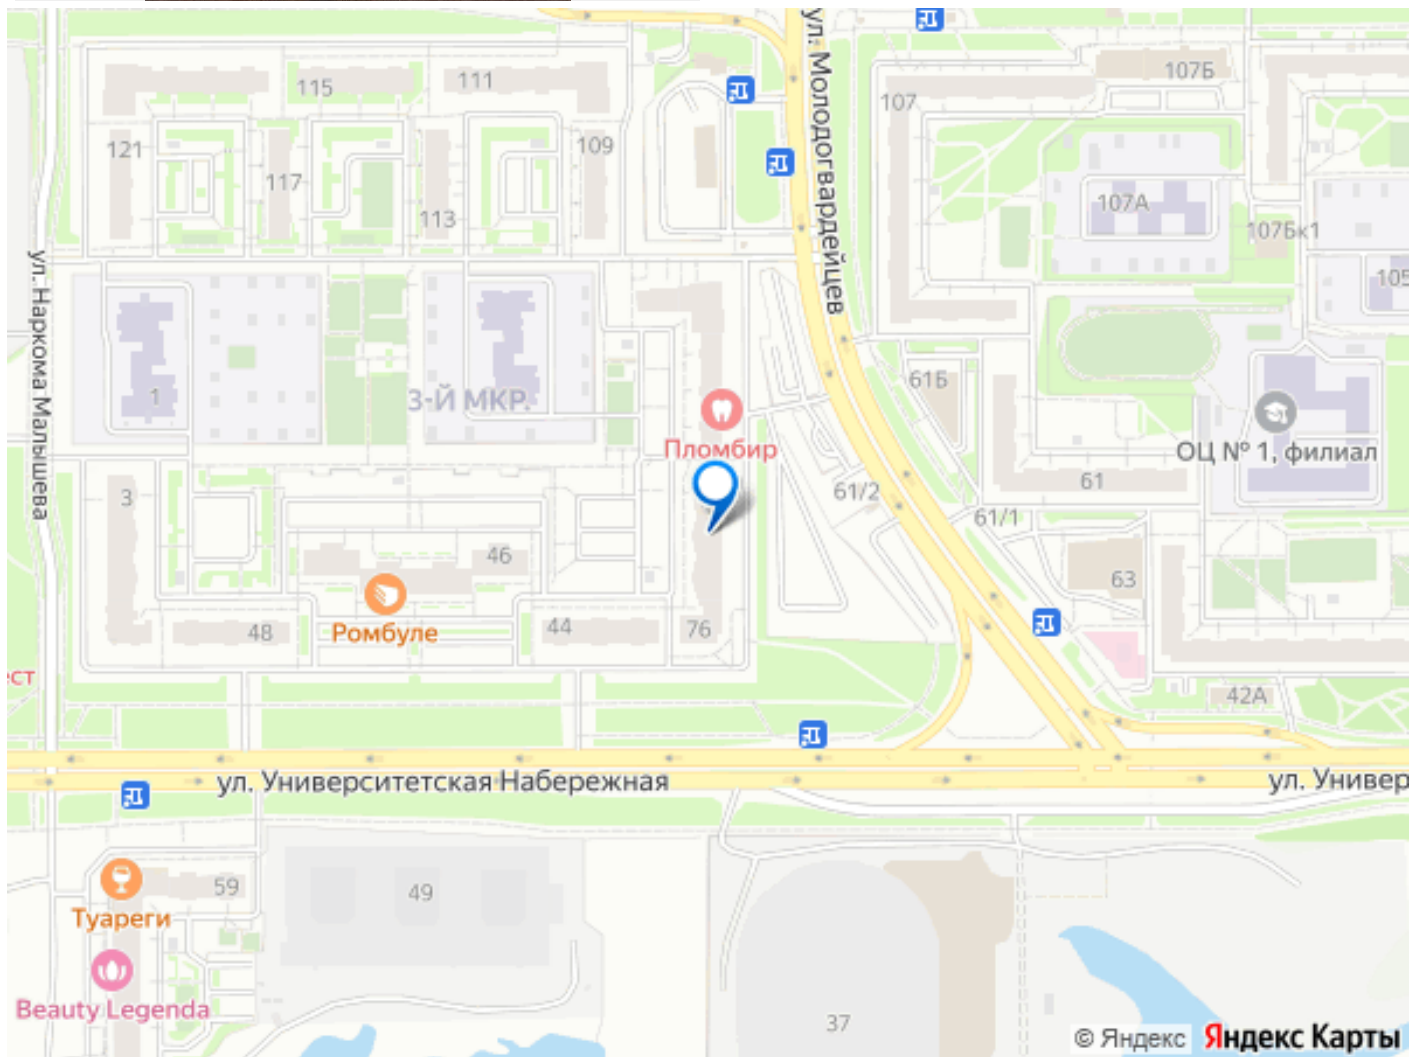 ул. Молодогвардейцев
107Б
115
111
107
121
109
117
107А
113
107Бк1
105
ул. Наркома Малышева
61Б
1
3-Й МКР.
Пломбир
ОЦ № 1, филиал
61
61/2
3
61/1
46
63
Ромбуле
48
44
76
ест
42А
ул. Университетская Набережная
ул. Универ
59
49
Туареги
Beauty Legenda
37
© Яндекс Яндекс Карты